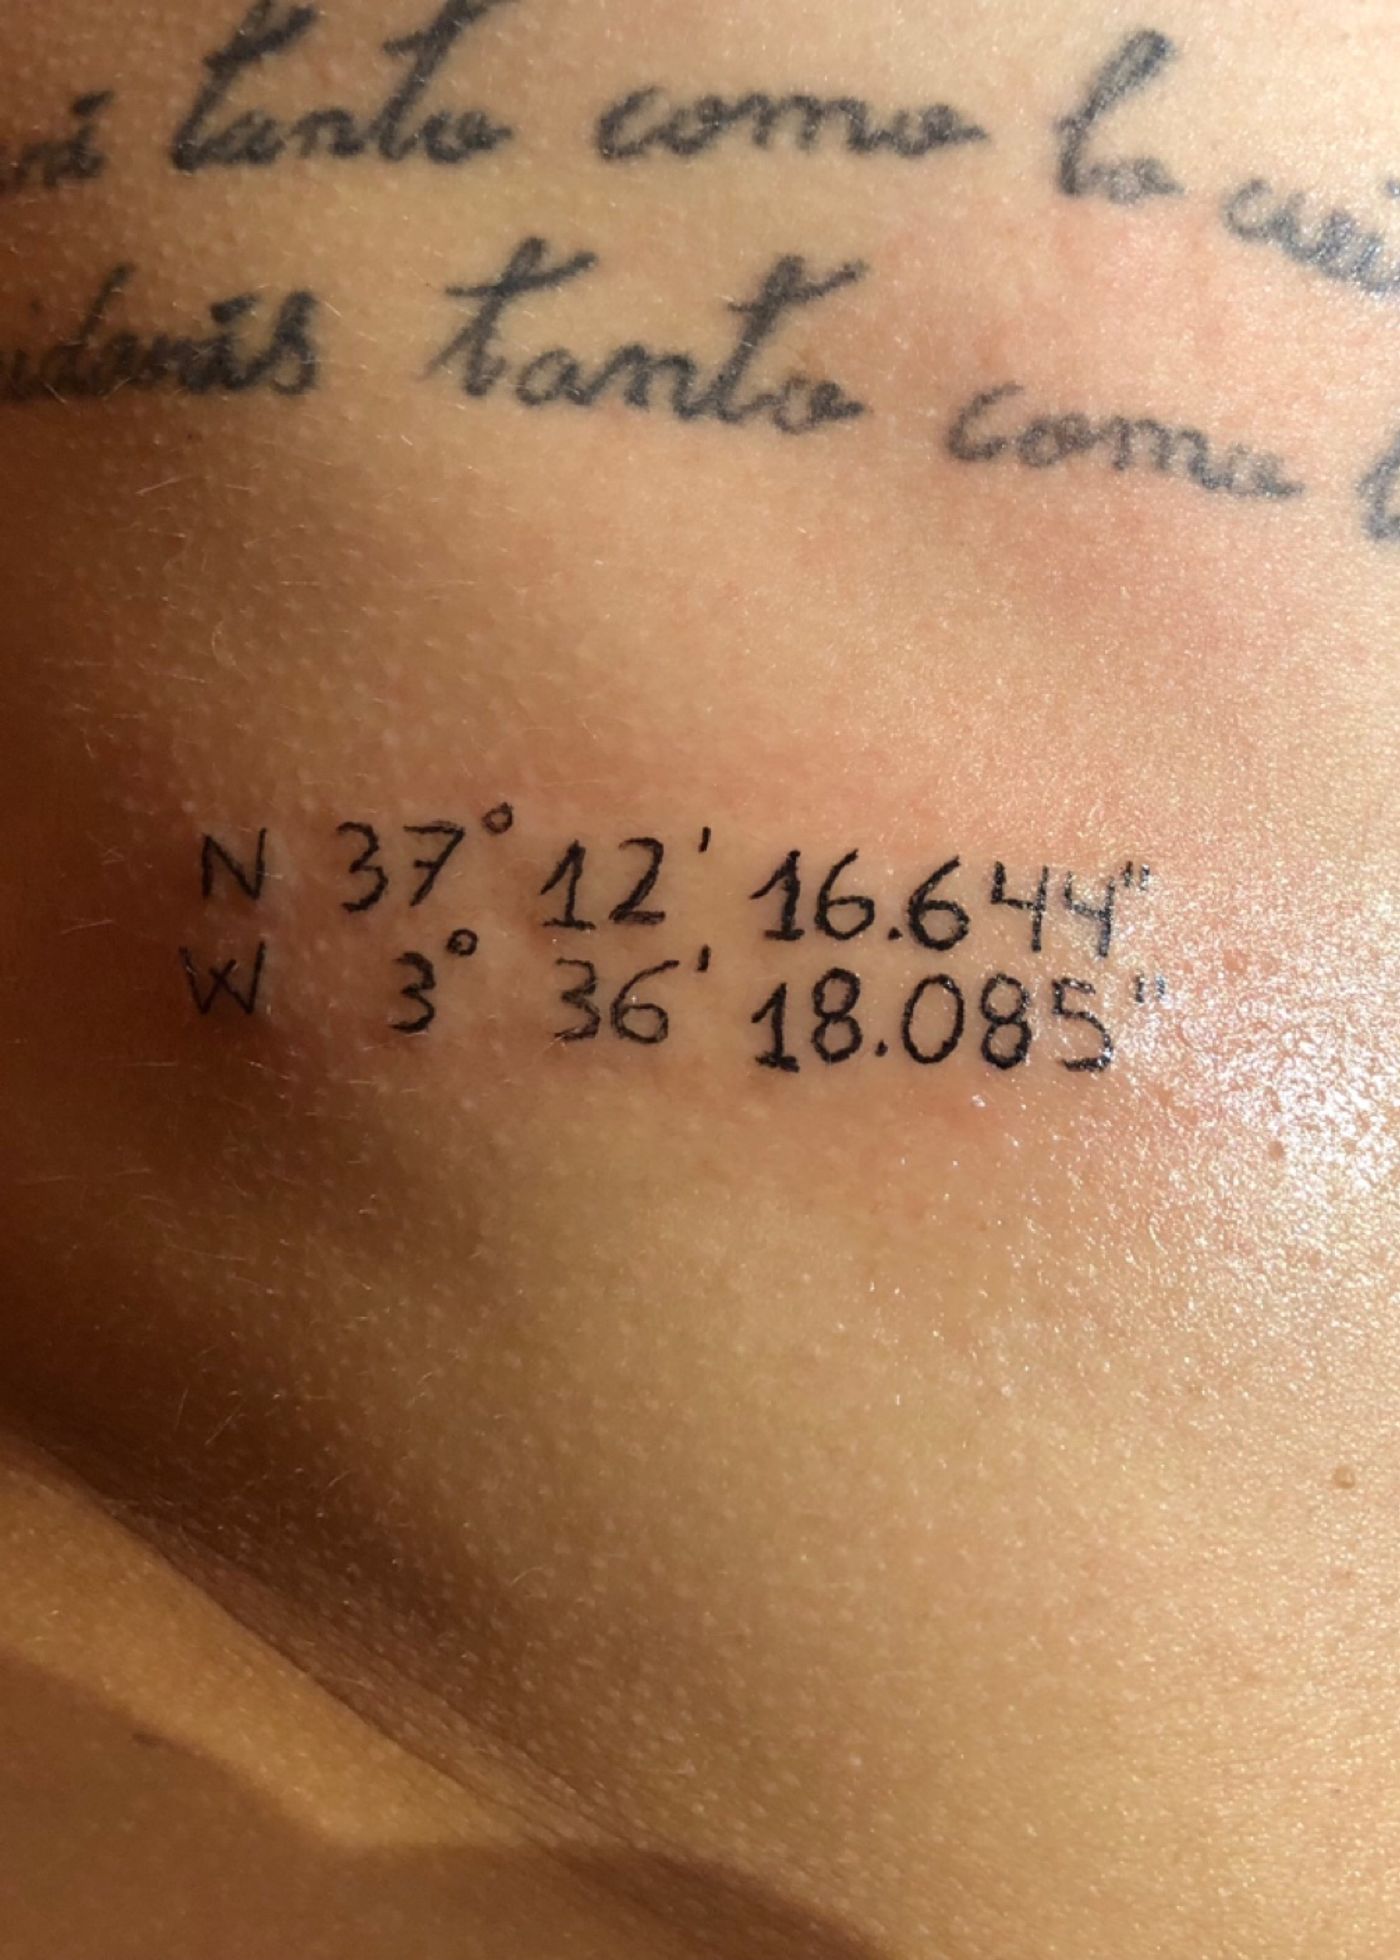 tanto como lo
tanto como
N 37° 12' 16.644"
W 3° 36' 18.085"